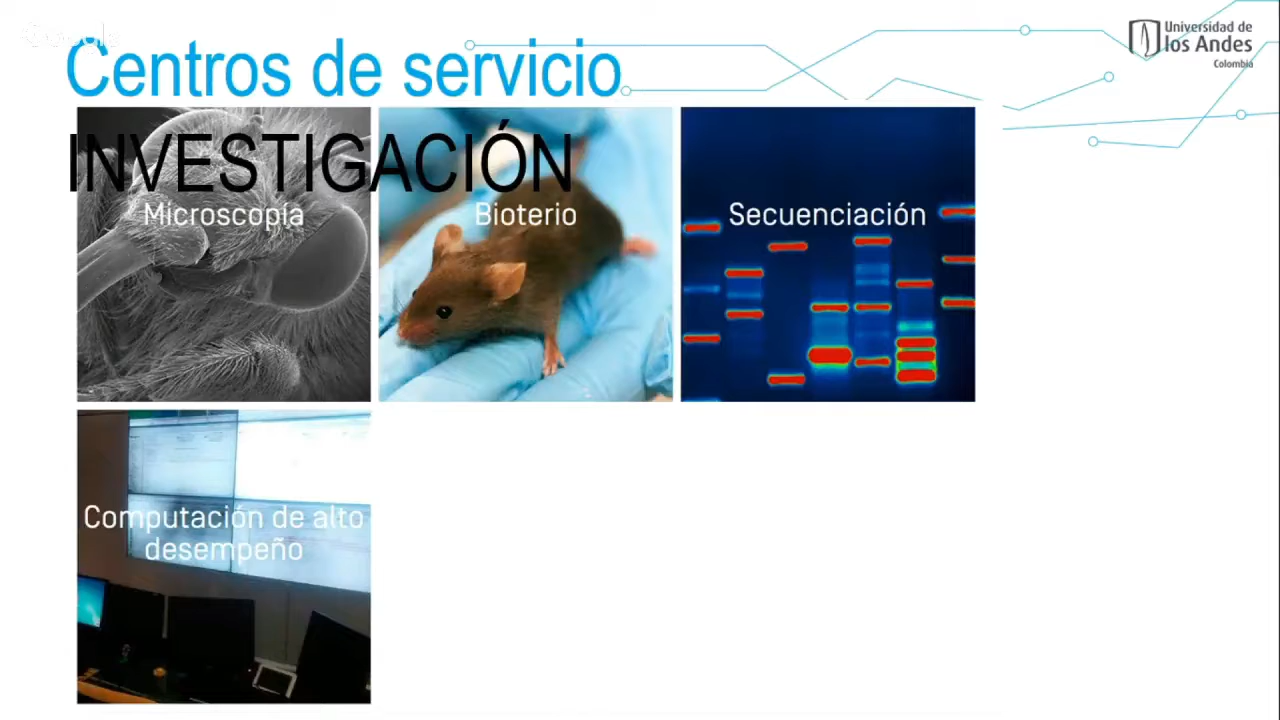 Centros de servicio
INVESTIGACIÓN
Universidad de
los Andes
Colombia
Microscopía
Bioterio
Secuenciación
Computación de alto
desempeño